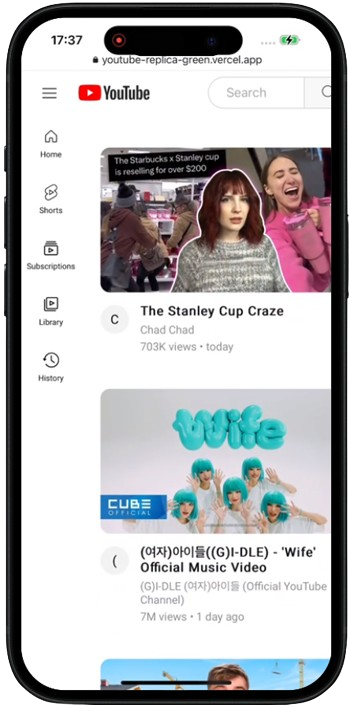 17:37
youtube-replica-green.vercel.app
YouTube
Search
Home
Shorts
Subscriptions
Library
History
The Starbucks x Stanley cup
is reselling for over $200
C
The Stanley Cup Craze
Chad Chad
703K views • today
Wife
CUBE
OFFICIAL
(
(여자)아이들((G)I-DLE) - 'Wife'
Official Music Video
(G)I-DLE (여자)아이들 (Official YouTube
Channel)
7M views • 1 day ago